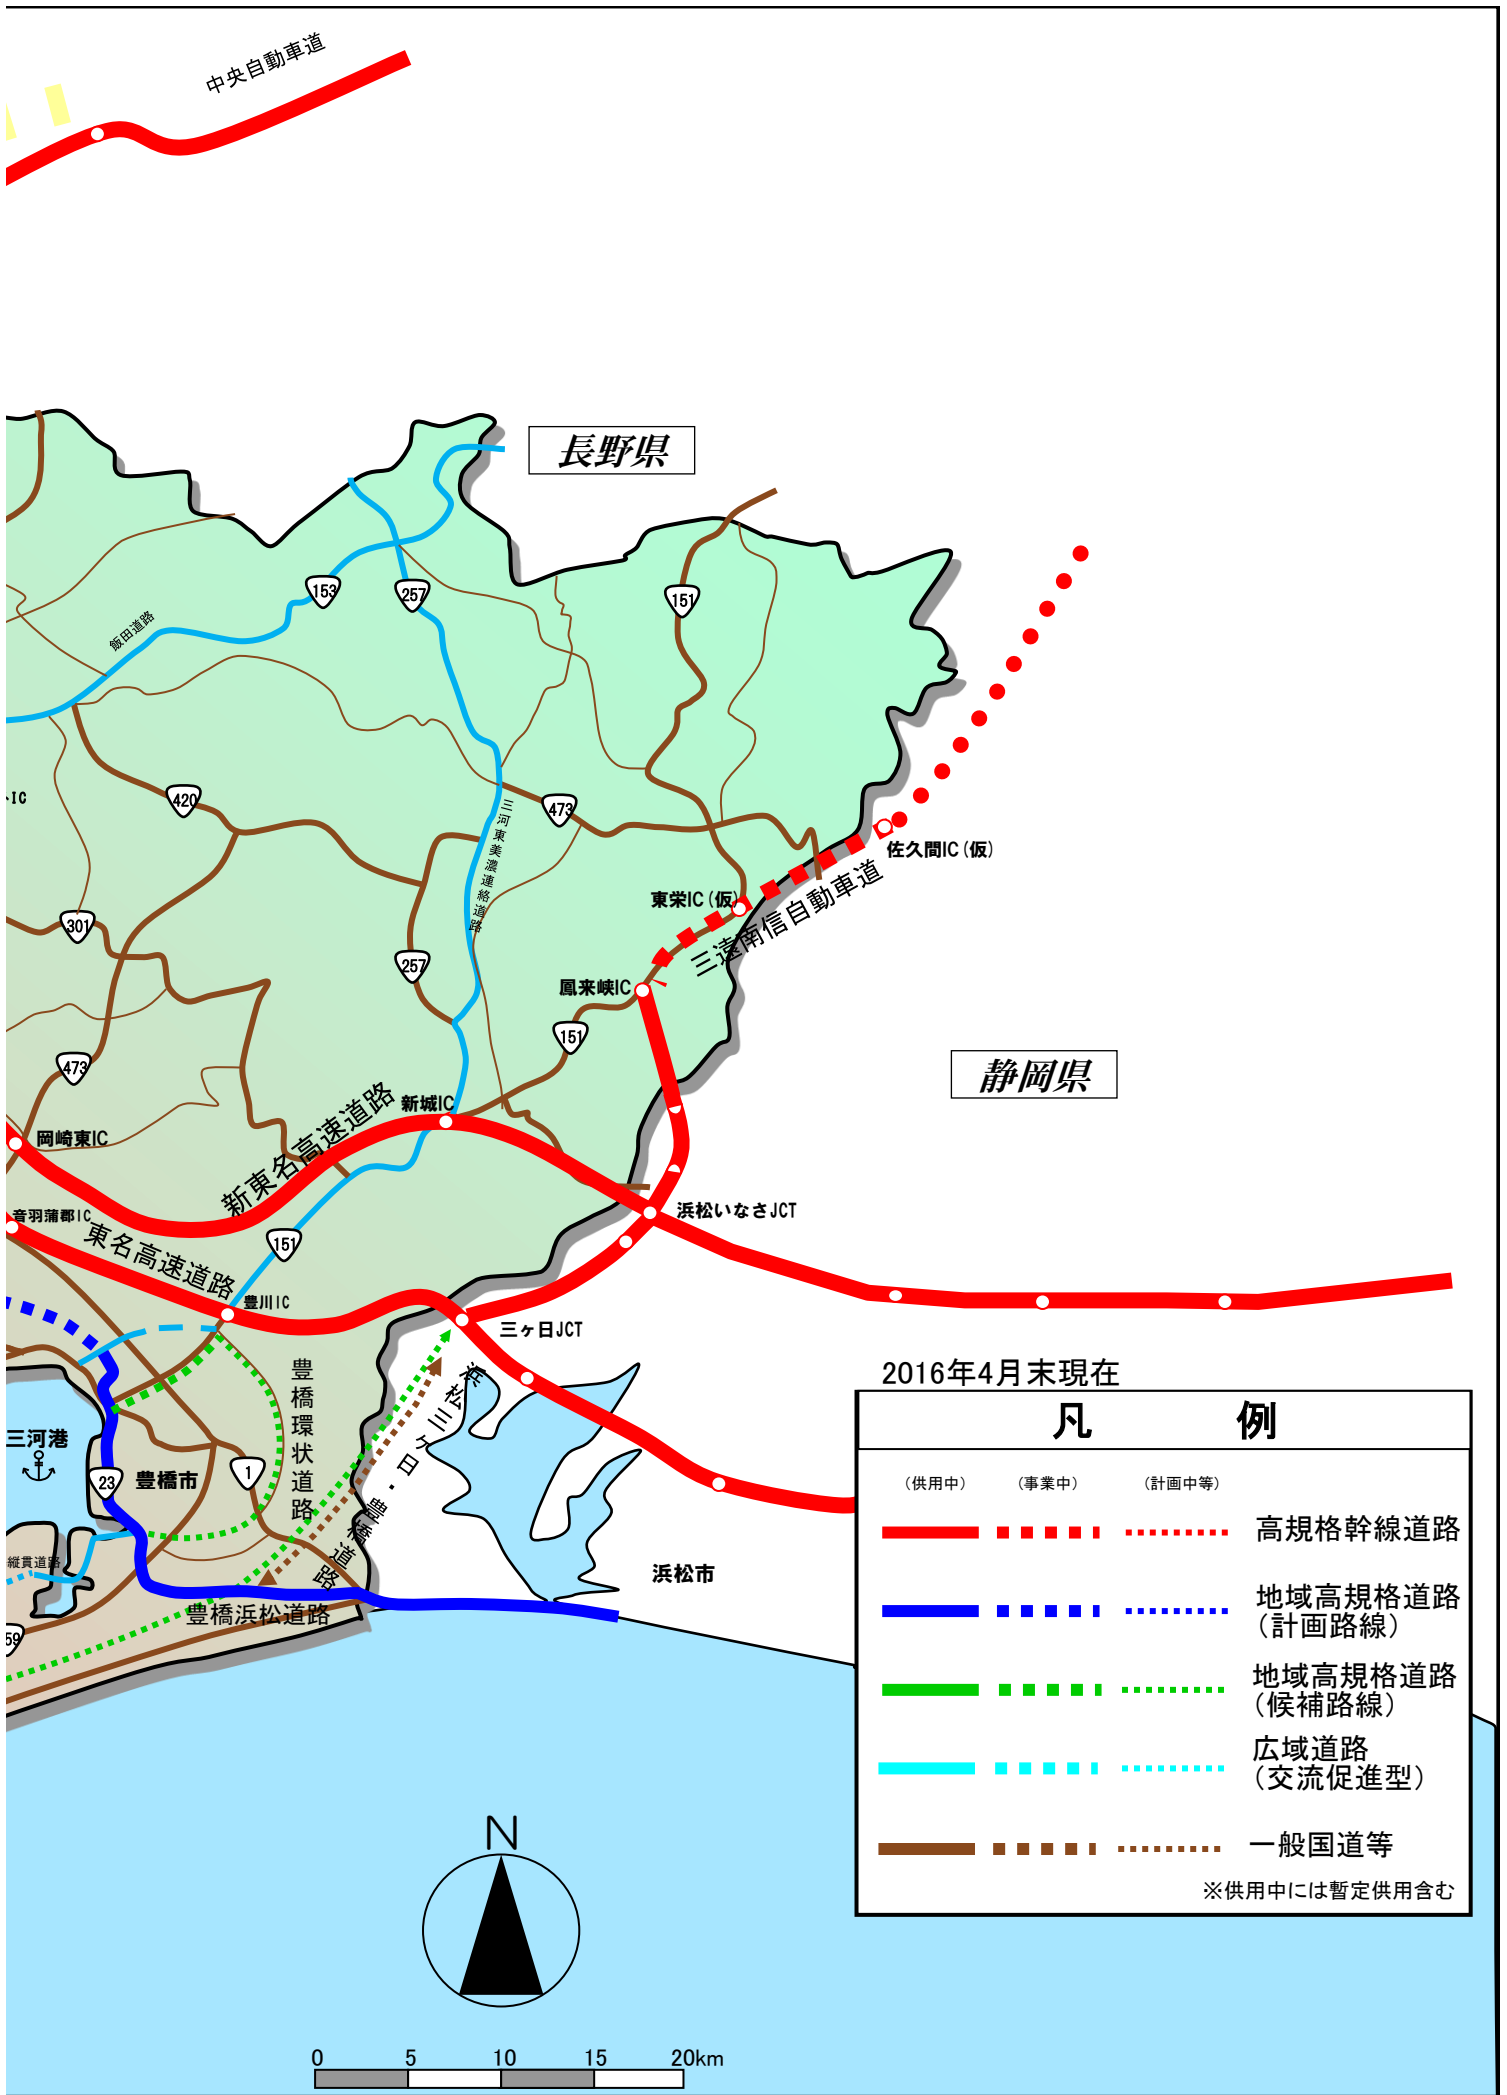 中央自動車道
長野県
153
257
151
飯田道路
・IC
420
473
三河東美濃連絡道路
佐久間IC(仮)
東栄IC(仮)
三遠南信自動車道
301
257
鳳来峡IC
151
473
静岡県
新城IC
岡崎東IC
新東名高速道路
浜松いなさJCT
音羽蒲郡IC
東名高速道路
151
豊川IC
三ヶ日JCT
豊橋環状道路
浜松三ヶ日・豊橋道路
三河港
23
豊橋市
1
縦貫道路
浜松市
豊橋浜松道路
59
2016年4月末現在
凡 例
(供用中) (事業中) (計画中等)
高規格幹線道路
地域高規格道路
(計画路線)
地域高規格道路
(候補路線)
広域道路
(交流促進型)
一般国道等
※供用中には暫定供用含む
N
0 5 10 15 20km